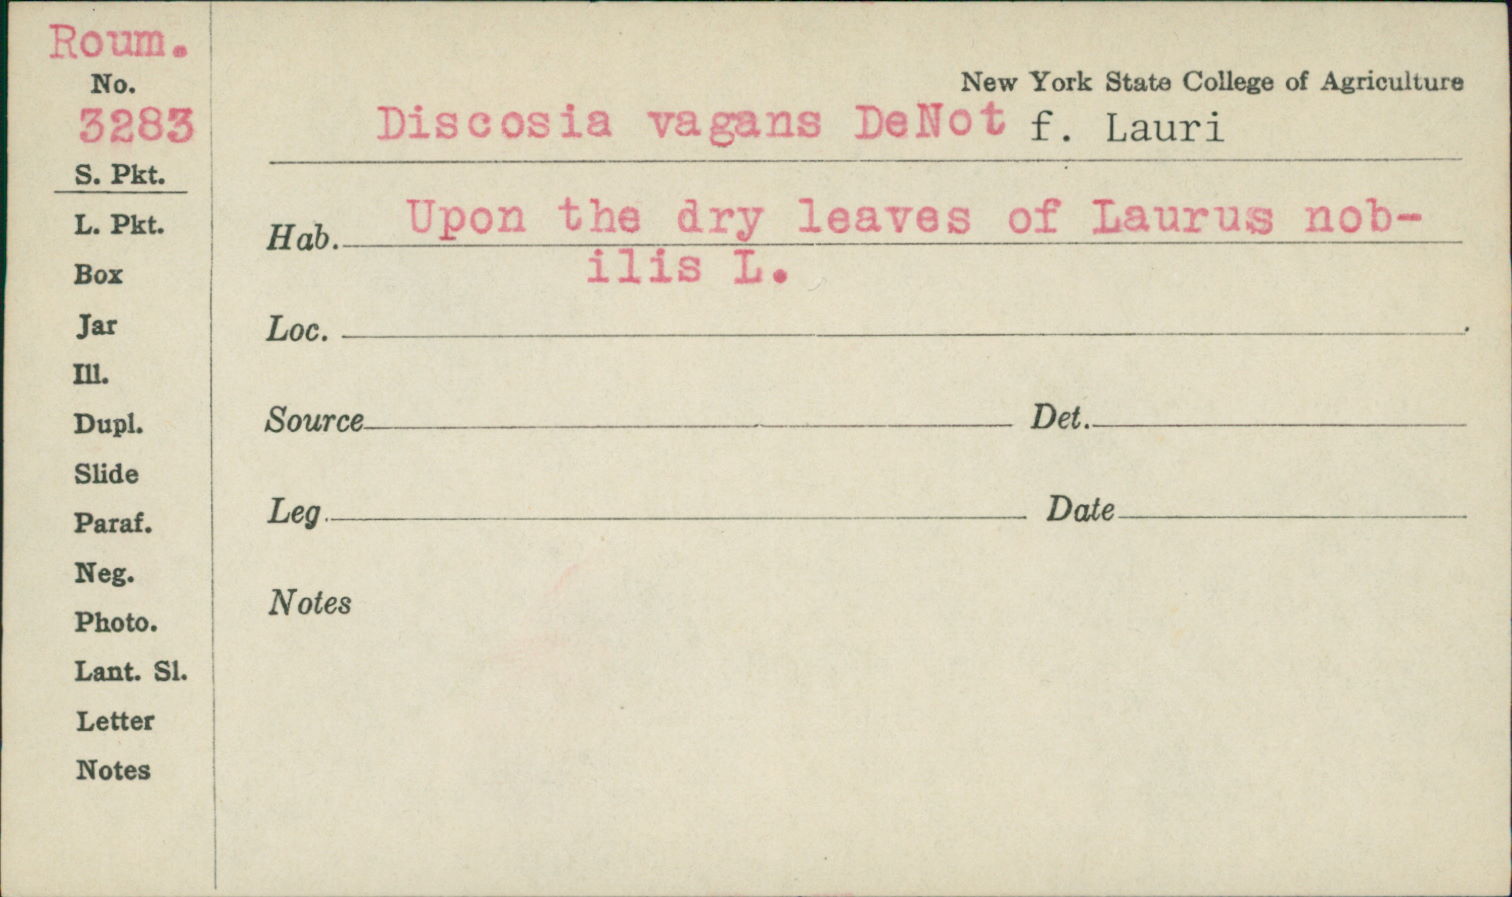 Roum.
No.
3283
S. Pkt.
L. Pkt.
Box
Jar
Ill.
Dupl.
Slide
Paraf.
Neg.
Photo.
Lant. Sl.
Letter
Notes
New York State College of Agriculture
Discosia vagans DeNot f. Lauri
Hab. Upon the dry leaves of Laurus nob-
ilis L.
Loc.
Source Det.
Leg. Date
Notes